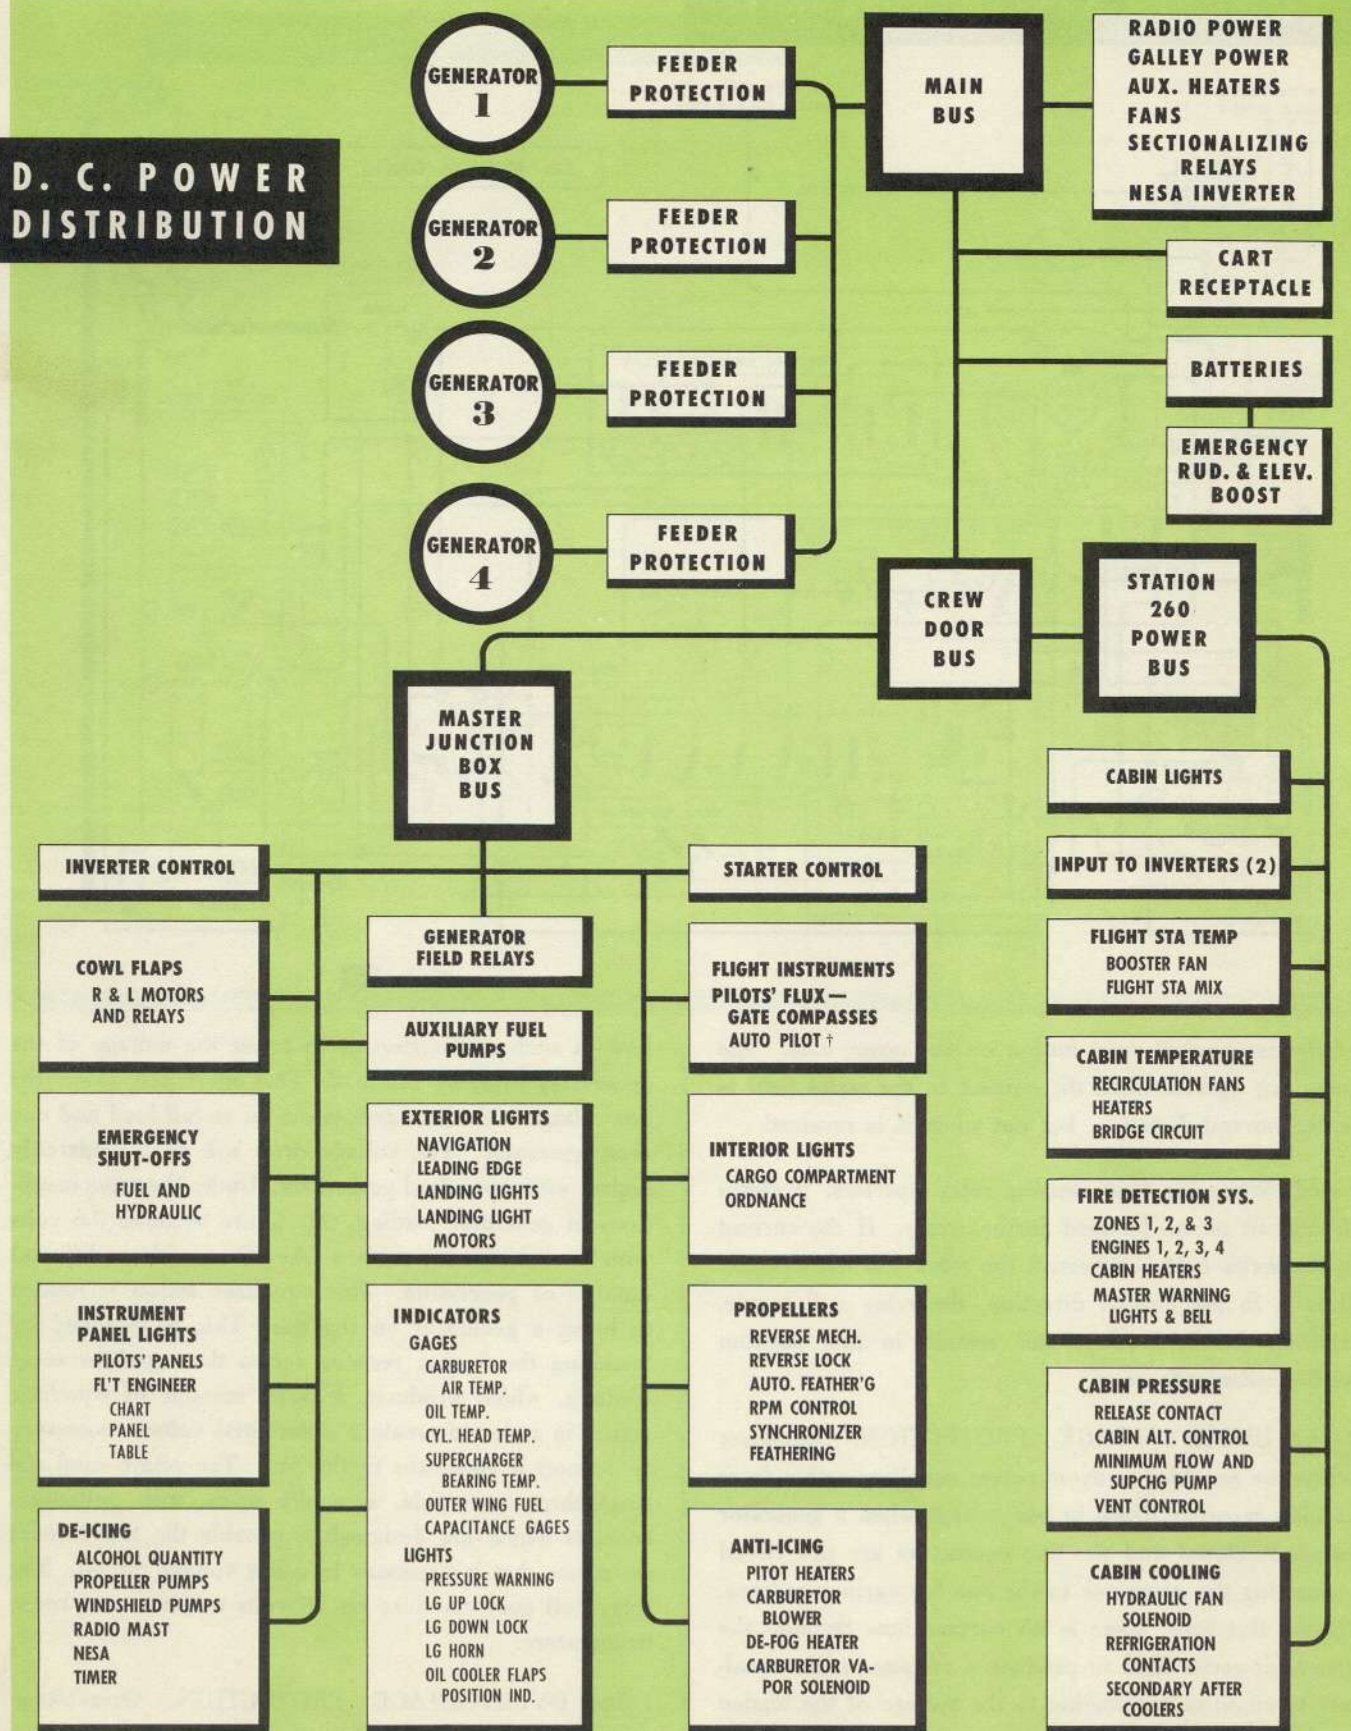 D. C. POWER
DISTRIBUTION
GENERATOR
1
FEEDER
PROTECTION
GENERATOR
2
FEEDER
PROTECTION
GENERATOR
3
FEEDER
PROTECTION
GENERATOR
4
FEEDER
PROTECTION
MAIN
BUS
RADIO POWER
GALLEY POWER
AUX. HEATERS
FANS
SECTIONALIZING
RELAYS
NESA INVERTER
CART
RECEPTACLE
BATTERIES
EMERGENCY
RUD. & ELEV.
BOOST
CREW
DOOR
BUS
STATION
260
POWER
BUS
MASTER
JUNCTION
BOX
BUS
INVERTER CONTROL
COWL FLAPS
R & L MOTORS
AND RELAYS
EMERGENCY
SHUT-OFFS
FUEL AND
HYDRAULIC
INSTRUMENT
PANEL LIGHTS
PILOTS' PANELS
FL'T ENGINEER
CHART
PANEL
TABLE
DE-ICING
ALCOHOL QUANTITY
PROPELLER PUMPS
WINDSHIELD PUMPS
RADIO MAST
NESA
TIMER
GENERATOR
FIELD RELAYS
AUXILIARY FUEL
PUMPS
EXTERIOR LIGHTS
NAVIGATION
LEADING EDGE
LANDING LIGHTS
LANDING LIGHT
MOTORS
INDICATORS
GAGES
CARBURETOR
AIR TEMP.
OIL TEMP.
CYL. HEAD TEMP.
SUPERCHARGER
BEARING TEMP.
OUTER WING FUEL
CAPACITANCE GAGES
LIGHTS
PRESSURE WARNING
LG UP LOCK
LG DOWN LOCK
LG HORN
OIL COOLER FLAPS
POSITION IND.
STARTER CONTROL
FLIGHT INSTRUMENTS
PILOTS' FLUX—
GATE COMPASSES
AUTO PILOT †
INTERIOR LIGHTS
CARGO COMPARTMENT
ORDNANCE
PROPELLERS
REVERSE MECH.
REVERSE LOCK
AUTO. FEATHER'G
RPM CONTROL
SYNCHRONIZER
FEATHERING
ANTI-ICING
PITOT HEATERS
CARBURETOR
BLOWER
DE-FOG HEATER
CARBURETOR VA-
POR SOLENOID
CABIN LIGHTS
INPUT TO INVERTERS (2)
FLIGHT STA TEMP
BOOSTER FAN
FLIGHT STA MIX
CABIN TEMPERATURE
RECIRCULATION FANS
HEATERS
BRIDGE CIRCUIT
FIRE DETECTION SYS.
ZONES 1, 2, & 3
ENGINES 1, 2, 3, 4
CABIN HEATERS
MASTER WARNING
LIGHTS & BELL
CABIN PRESSURE
RELEASE CONTACT
CABIN ALT. CONTROL
MINIMUM FLOW AND
SUPCHG PUMP
VENT CONTROL
CABIN COOLING
HYDRAULIC FAN
SOLENOID
REFRIGERATION
CONTACTS
SECONDARY AFTER
COOLERS